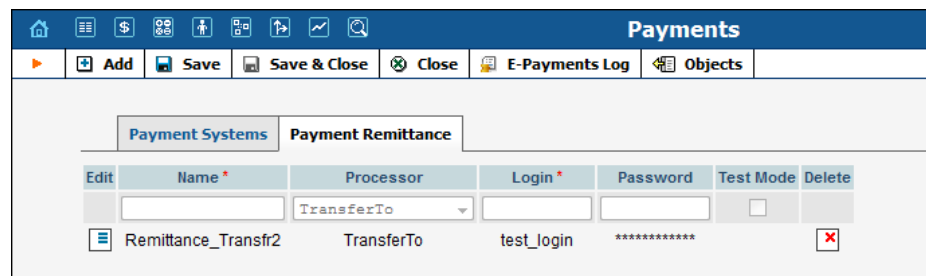 Payments
Add Save Save & Close Close E-Payments Log Objects
Payment Systems Payment Remittance
Edit Name * Processor Login * Password Test Mode Delete
TransferTo
Remittance_Transfr2 TransferTo test_login ************